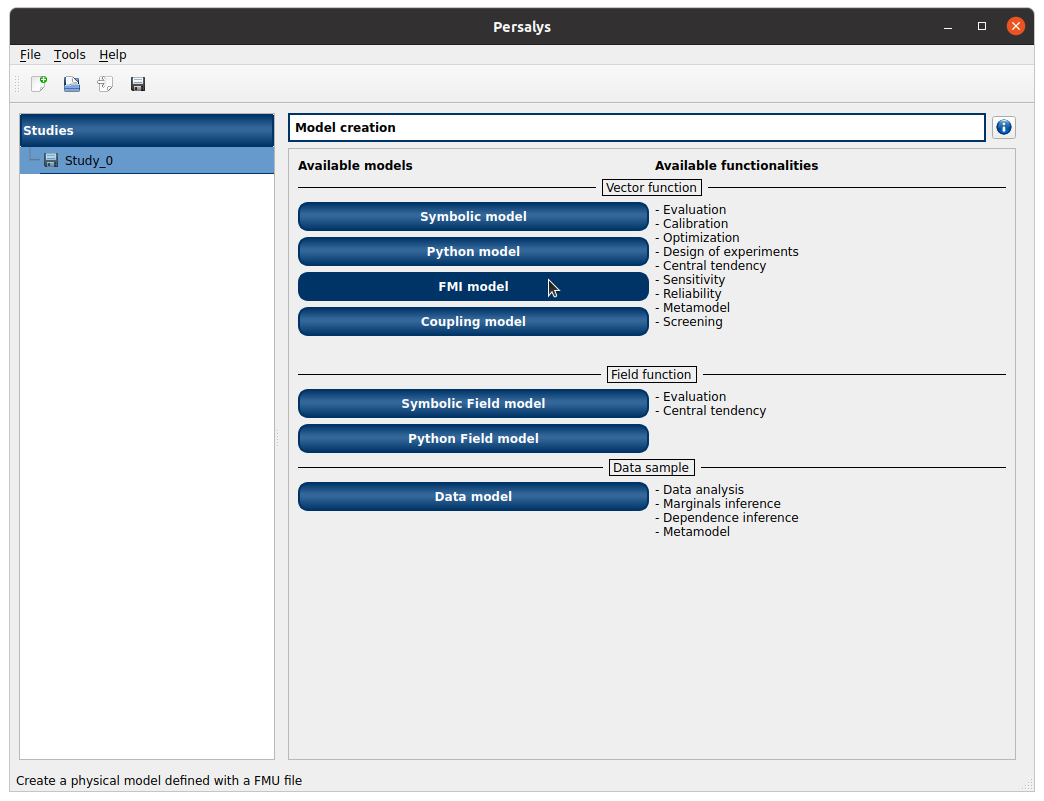 Persalys
File Tools Help
Studies
Study_0
Model creation
Available models
Available functionalities
Vector function
Symbolic model
Python model
FMI model
Coupling model
- Evaluation
- Calibration
- Optimization
- Design of experiments
- Central tendency
- Sensitivity
- Reliability
- Metamodel
- Screening
Field function
Symbolic Field model
Python Field model
- Evaluation
- Central tendency
Data sample
Data model
- Data analysis
- Marginals inference
- Dependence inference
- Metamodel
Create a physical model defined with a FMU file